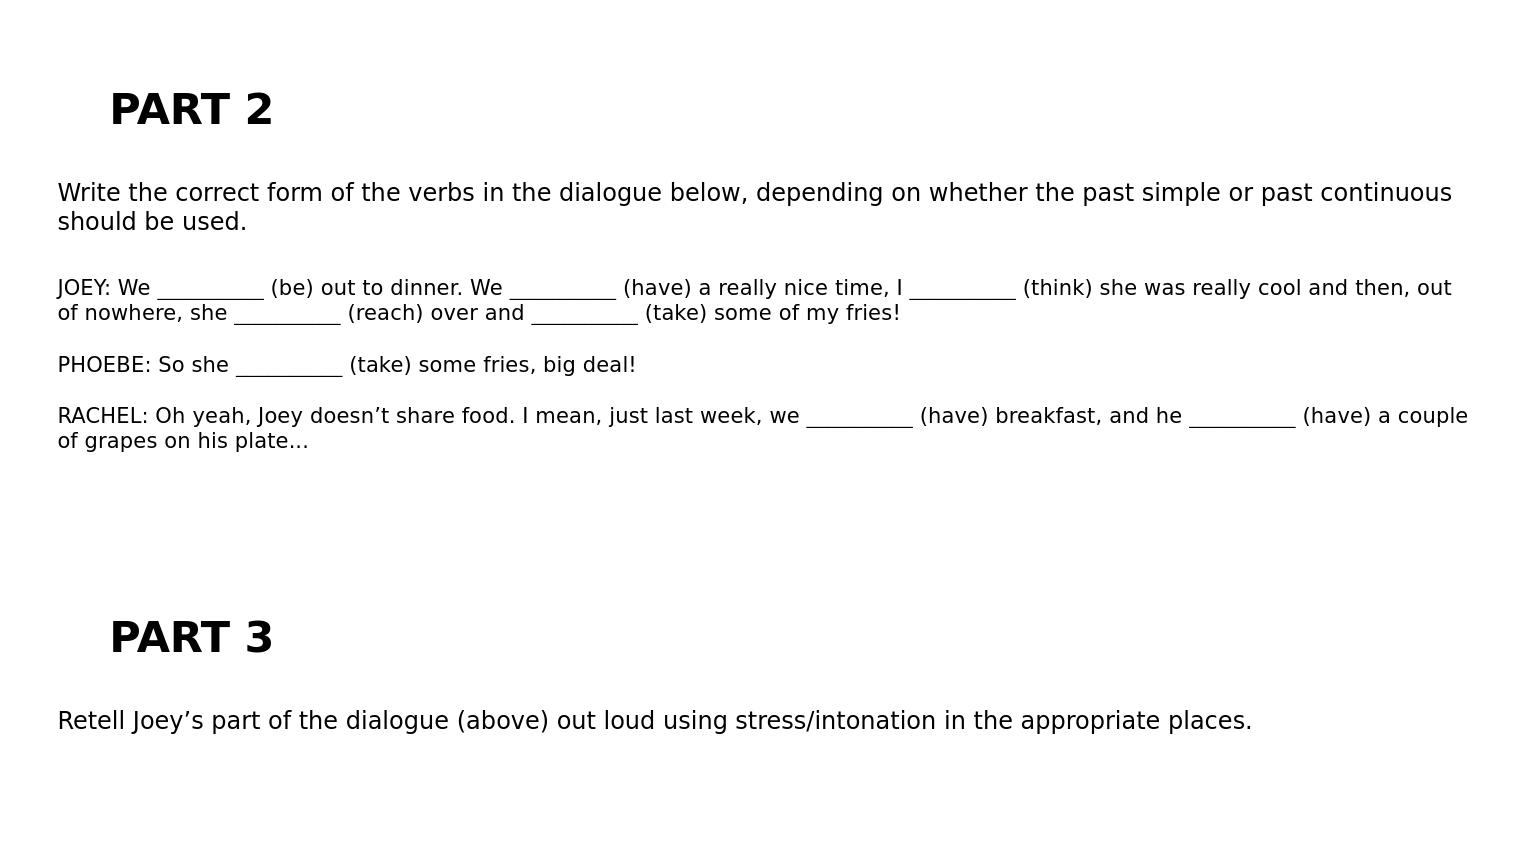 PART 2
Write the correct form of the verbs in the dialogue below, depending on whether the past simple or past continuous
should be used.
JOEY: We __________ (be) out to dinner. We __________ (have) a really nice time, I __________ (think) she was really cool and then, out
of nowhere, she __________ (reach) over and __________ (take) some of my fries!
PHOEBE: So she __________ (take) some fries, big deal!
RACHEL: Oh yeah, Joey doesn’t share food. I mean, just last week, we __________ (have) breakfast, and he __________ (have) a couple
of grapes on his plate…
PART 3
Retell Joey’s part of the dialogue (above) out loud using stress/intonation in the appropriate places.